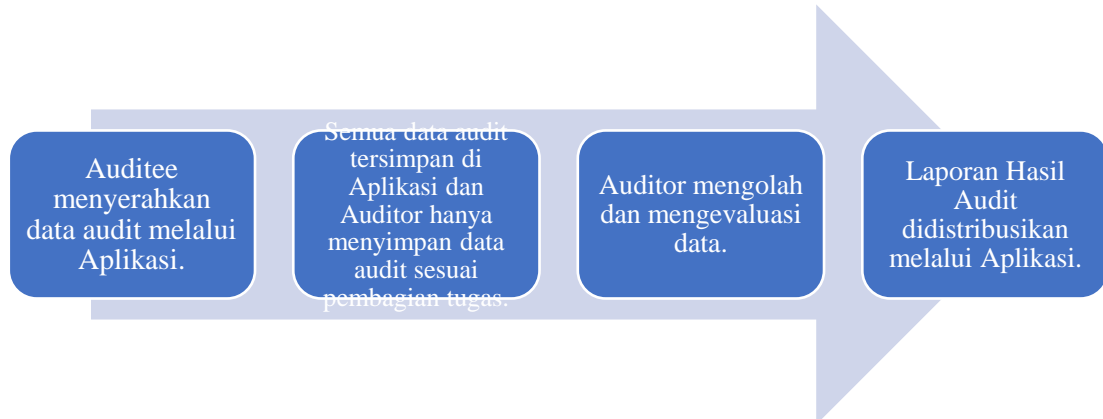 Auditee
menyerahkan
data audit melalui
Aplikasi.
Semua data audit
tersimpan di
Aplikasi dan
Auditor hanya
menyimpan data
audit sesuai
pembagian tugas.
Auditor mengolah
dan mengevaluasi
data.
Laporan Hasil
Audit
didistribusikan
melalui Aplikasi.